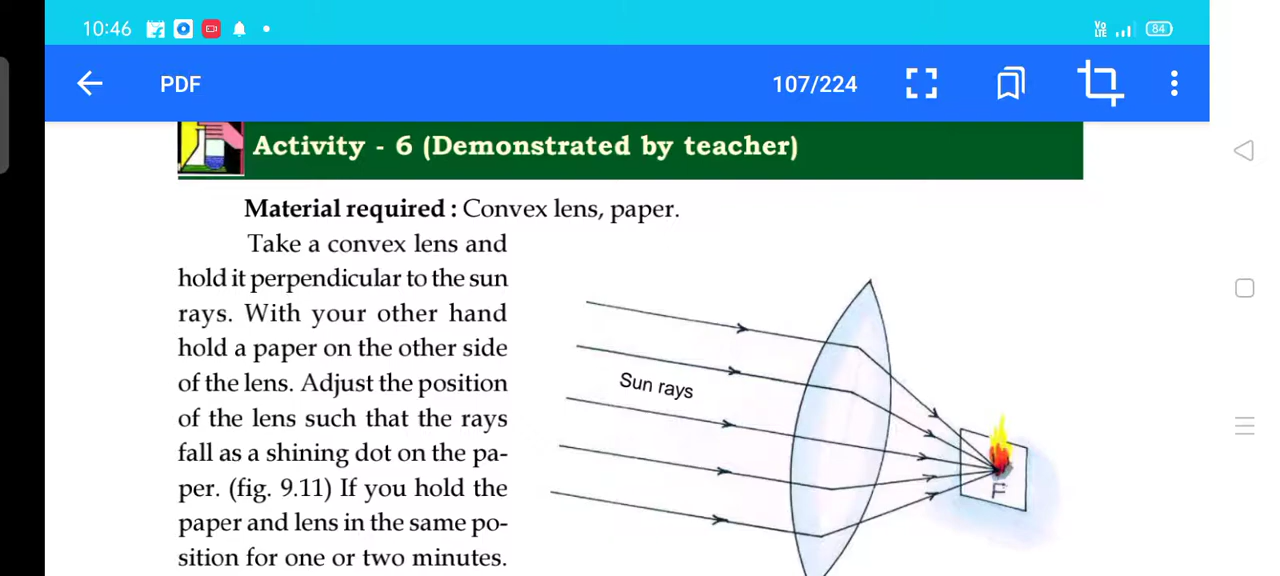 10:46
Vo LTE 84
PDF
107/224
Activity - 6 (Demonstrated by teacher)
Material required : Convex lens, paper.
Take a convex lens and
hold it perpendicular to the sun
rays. With your other hand
hold a paper on the other side
of the lens. Adjust the position
of the lens such that the rays
fall as a shining dot on the pa-
per. (fig. 9.11) If you hold the
paper and lens in the same po-
sition for one or two minutes.
Sun rays
F